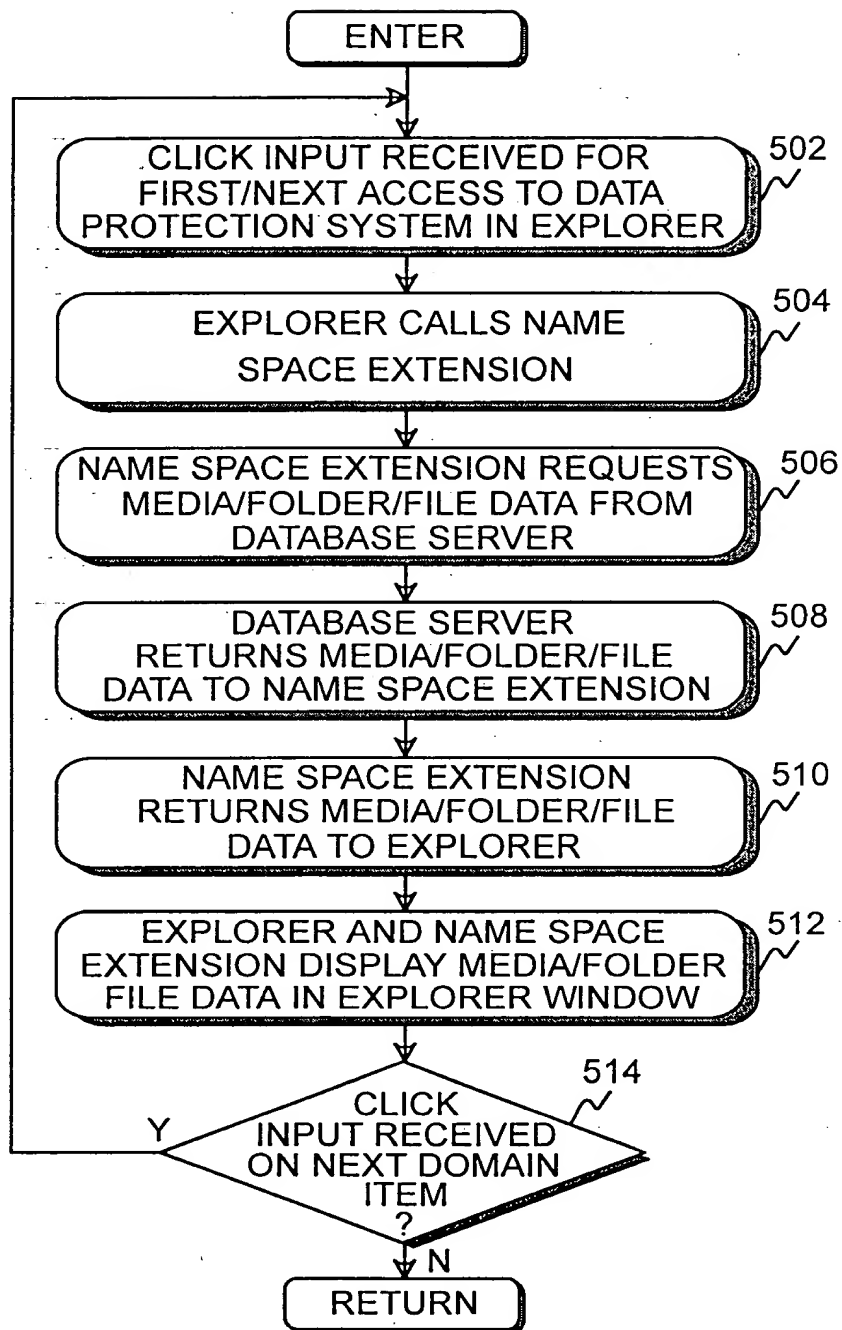 ENTER
CLICK INPUT RECEIVED FOR
FIRST/NEXT ACCESS TO DATA
PROTECTION SYSTEM IN EXPLORER
502
EXPLORER CALLS NAME
SPACE EXTENSION
504
NAME SPACE EXTENSION REQUESTS
MEDIA/FOLDER/FILE DATA FROM
DATABASE SERVER
506
DATABASE SERVER
RETURNS MEDIA/FOLDER/FILE
DATA TO NAME SPACE EXTENSION
508
NAME SPACE EXTENSION
RETURNS MEDIA/FOLDER/FILE
DATA TO EXPLORER
510
EXPLORER AND NAME SPACE
EXTENSION DISPLAY MEDIA/FOLDER
FILE DATA IN EXPLORER WINDOW
512
514
Y
CLICK
INPUT RECEIVED
ON NEXT DOMAIN
ITEM
?
N
RETURN